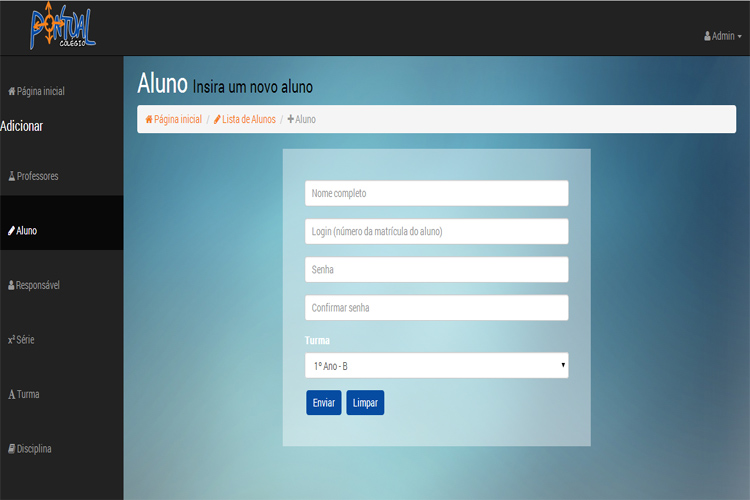 PONTUAL
COLÉGIO
Admin
Página inicial
Adicionar
Professores
Aluno
Responsável
x² Série
Turma
Disciplina
Aluno Insira um novo aluno
Página inicial / Lista de Alunos / Aluno
Nome completo
Login (número da matrícula do aluno)
Senha
Confirmar senha
Turma
1º Ano - B
Enviar Limpar